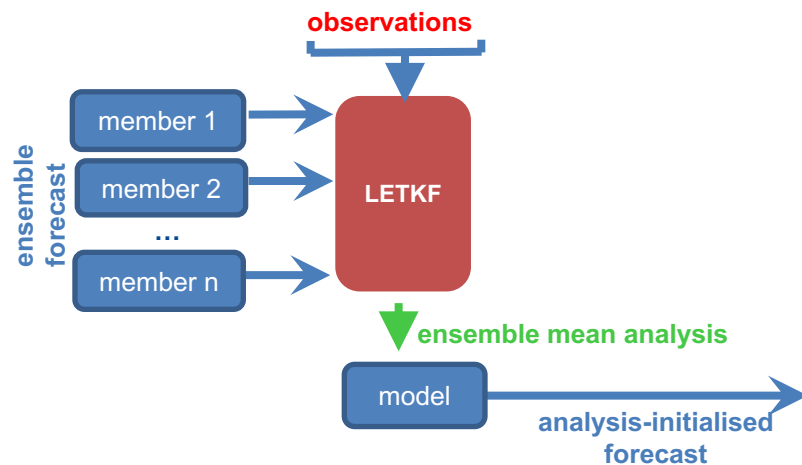 observations
ensemble
forecast
member 1
member 2
...
member n
LETKF
ensemble mean analysis
model
analysis-initialised
forecast